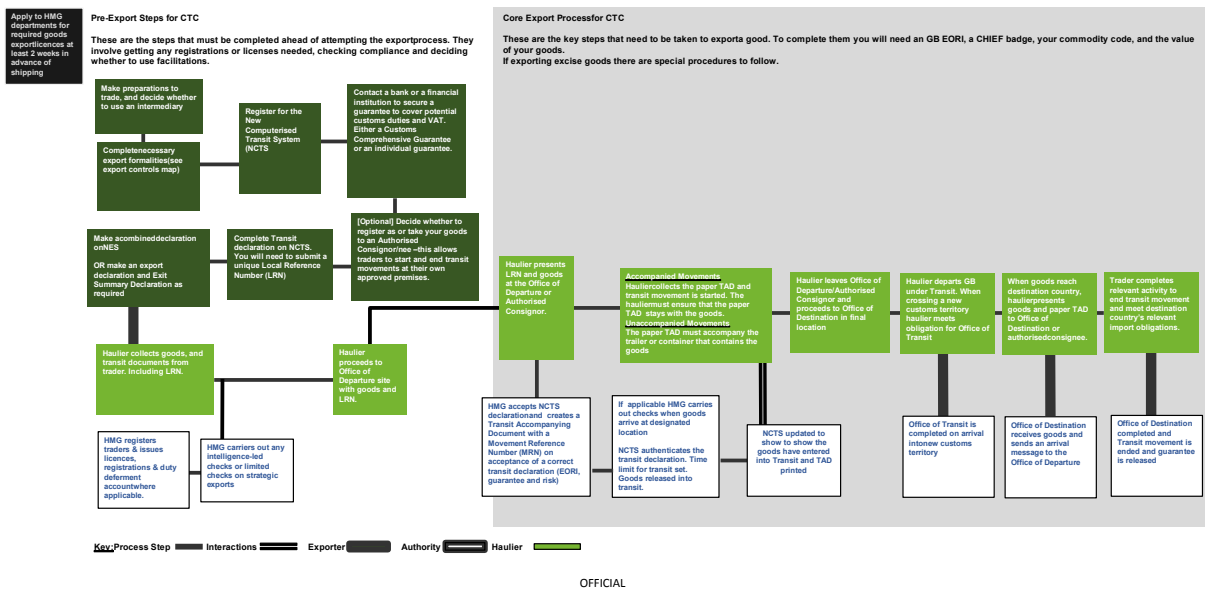 Apply to HMG
departments for
required goods
exportlicences at
least 2 weeks in
advance of
shipping
Pre-Export Steps for CTC
These are the steps that must be completed ahead of attempting the exportprocess. They
involve getting any registrations or licenses needed, checking compliance and deciding
whether to use facilitations.
Core Export Processfor CTC
These are the key steps that need to be taken to exporta good. To complete them you will need an GB EORI, a CHIEF badge, your commodity code, and the value
of your goods.
If exporting excise goods there are special procedures to follow.
Make preparations to
trade, and decide whether
to use an intermediary
Completenecessary
export formalities(see
export controls map)
Register for the
New
Computerised
Transit System
(NCTS
Contact a bank or a financial
institution to secure a
guarantee to cover potential
customs duties and VAT.
Either a Customs
Comprehensive Guarantee
or an individual guarantee.
Make acombineddeclaration
onNES
OR make an export
declaration and Exit
Summary Declaration as
required
Complete Transit
declaration on NCTS.
You will need to submit a
unique Local Reference
Number (LRN)
[Optional] Decide whether to
register as or take your goods
to an Authorised
Consignor/nee –this allows
traders to start and end transit
movements at their own
approved premises.
Haulier collects goods, and
transit documents from
trader. Including LRN.
Haulier
proceeds to
Office of
Departure site
with goods and
LRN.
HMG registers
traders & issues
licences,
registrations & duty
deferment
accountwhere
applicable.
HMG carriers out any
intelligence-led
checks or limited
checks on strategic
exports
Haulier presents
LRN and goods
at the Office of
Departure or
Authorised
Consignor.
Accompanied Movements
Hauliercollects the paper TAD and
transit movement is started. The
hauliermust ensure that the paper
TAD stays with the goods.
Unaccompanied Movements
The paper TAD must accompany the
trailer or container that contains the
goods
Haulier leaves Office of
Departure/Authorised
Consignor and
proceeds to Office of
Destination in final
location
Haulier departs GB
under Transit. When
crossing a new
customs territory
haulier meets
obligation for Office of
Transit
When goods reach
destination country,
haulierpresents
goods and paper TAD
to Office of
Destination or
authorisedconsignee.
Trader completes
relevant activity to
end transit movement
and meet destination
country's relevant
import obligations.
HMG accepts NCTS
declarationand creates a
Transit Accompanying
Document with a
Movement Reference
Number (MRN) on
acceptance of a correct
transit declaration (EORI,
guarantee and risk)
If applicable HMG carries
out checks when goods
arrive at designated
location
NCTS authenticates the
transit declaration. Time
limit for transit set.
Goods released into
transit.
NCTS updated to
show to show the
goods have entered
into Transit and TAD
printed
Office of Transit is
completed on arrival
intonew customs
territory
Office of Destination
receives goods and
sends an arrival
message to the
Office of Departure
Office of Destination
completed and
Transit movement is
ended and guarantee
is released
Key:Process Step Interactions Exporter Authority Haulier
OFFICIAL